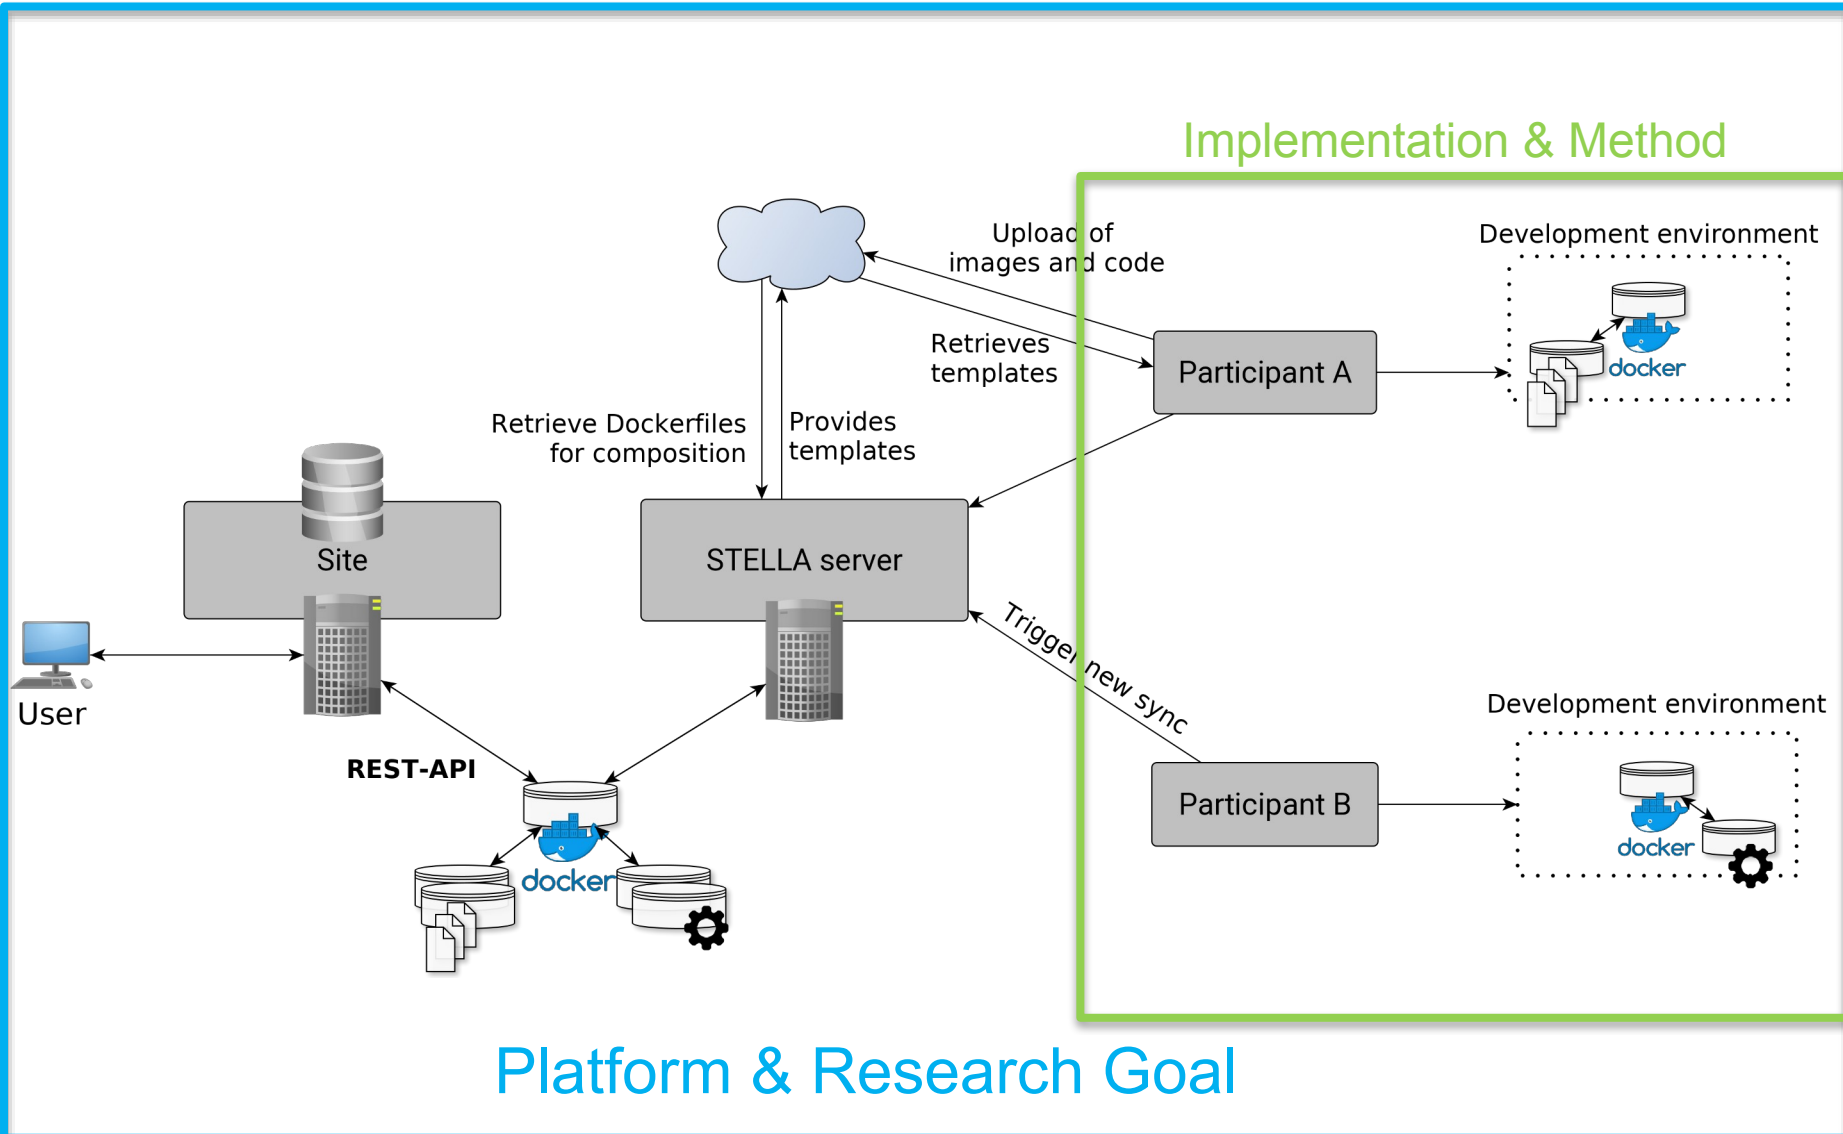 Implementation & Method
Upload of
images and code
Development environment
Retrieves
templates
Participant A
docker
Retrieve Dockerfiles
for composition
Provides
templates
Site
STELLA server
Trigger new sync
User
REST-API
Development environment
Participant B
docker
docker
Platform & Research Goal